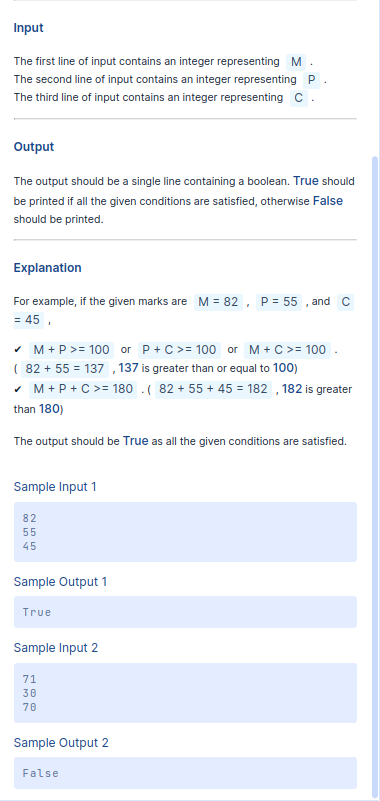 Input
The first line of input contains an integer representing M .
The second line of input contains an integer representing P .
The third line of input contains an integer representing C .
Output
The output should be a single line containing a boolean. True should
be printed if all the given conditions are satisfied, otherwise False
should be printed.
Explanation
For example, if the given marks are M = 82 , P = 55 , and C
= 45 ,
✔ M + P >= 100 or P + C >= 100 or M + C >= 100 .
( 82 + 55 = 137 , 137 is greater than or equal to 100)
✔ M + P + C >= 180 . ( 82 + 55 + 45 = 182 , 182 is greater
than 180)
The output should be True as all the given conditions are satisfied.
Sample Input 1
82
55
45
Sample Output 1
True
Sample Input 2
71
30
70
Sample Output 2
False